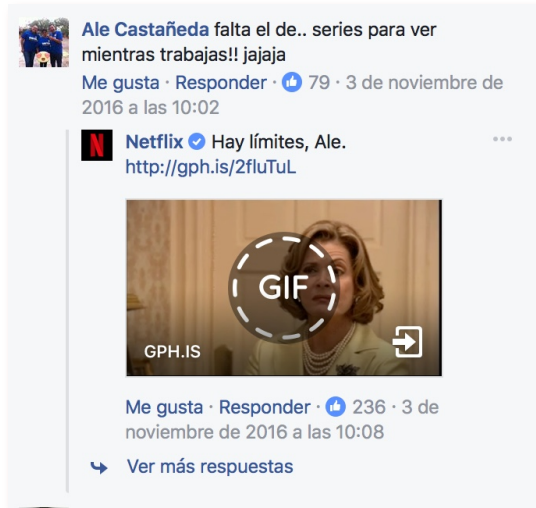 Ale Castañeda falta el de.. series para ver
mientras trabajas!! jajaja
Me gusta · Responder · 79 · 3 de noviembre de
2016 a las 10:02
N
Netflix Hay límites, Ale.
http://gph.is/2fluTuL
GIF
GPH.IS
Me gusta · Responder · 236 · 3 de
noviembre de 2016 a las 10:08
Ver más respuestas